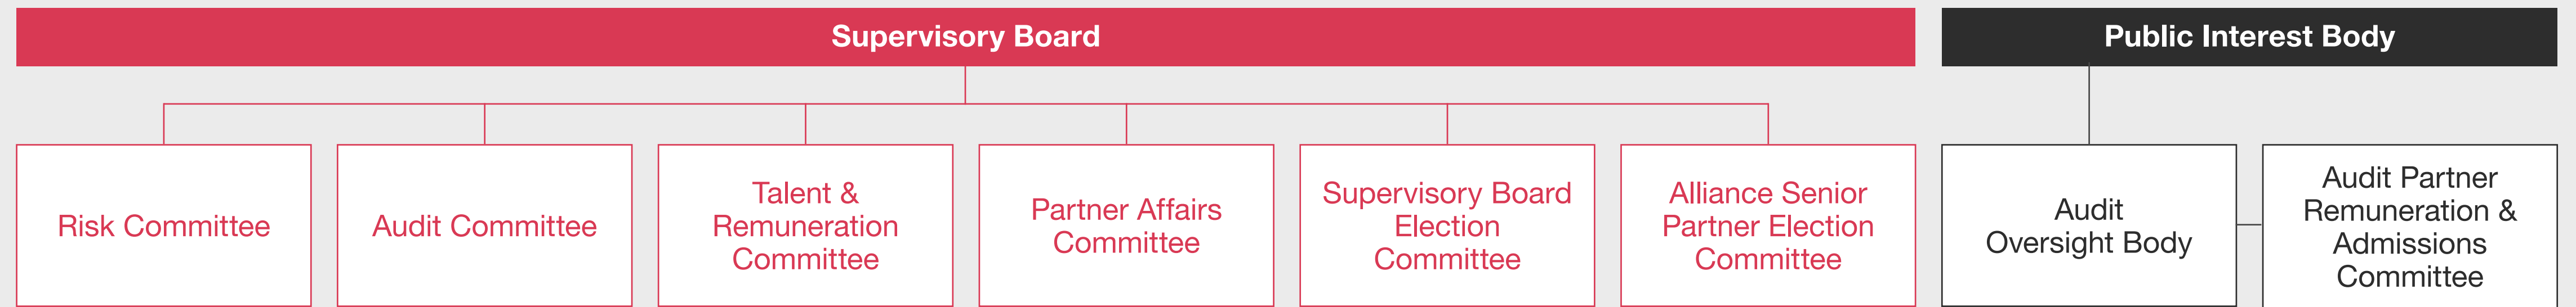 Supervisory Board
Public Interest Body
Risk Committee
Audit Committee
Talent &
Remuneration
Committee
Partner Affairs
Committee
Supervisory Board
Election
Committee
Alliance Senior
Partner Election
Committee
Audit
Oversight Body
Audit Partner
Remuneration &
Admissions
Committee